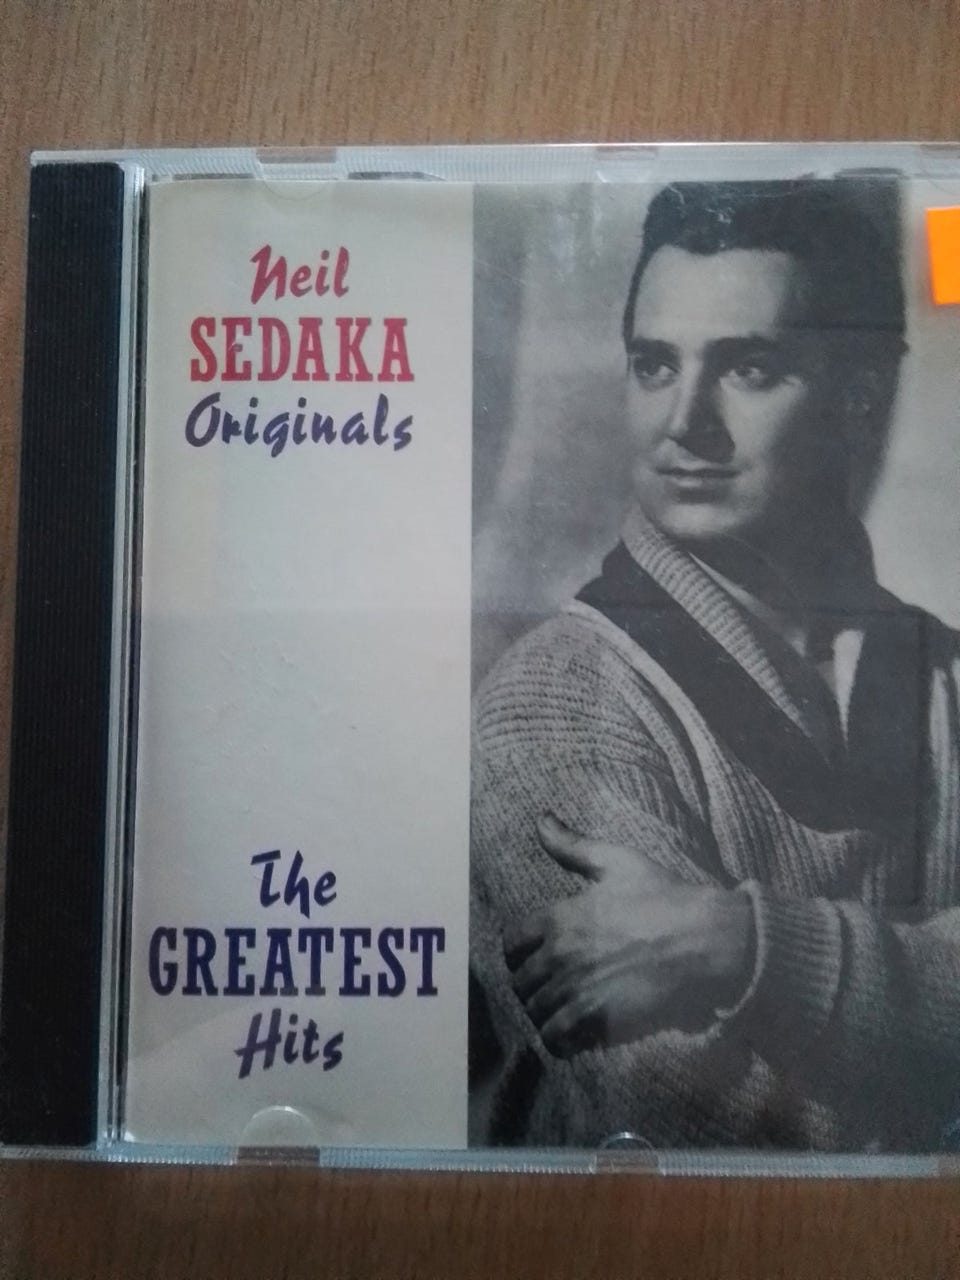 Neil
SEDAKA
Originals
The
GREATEST
Hits